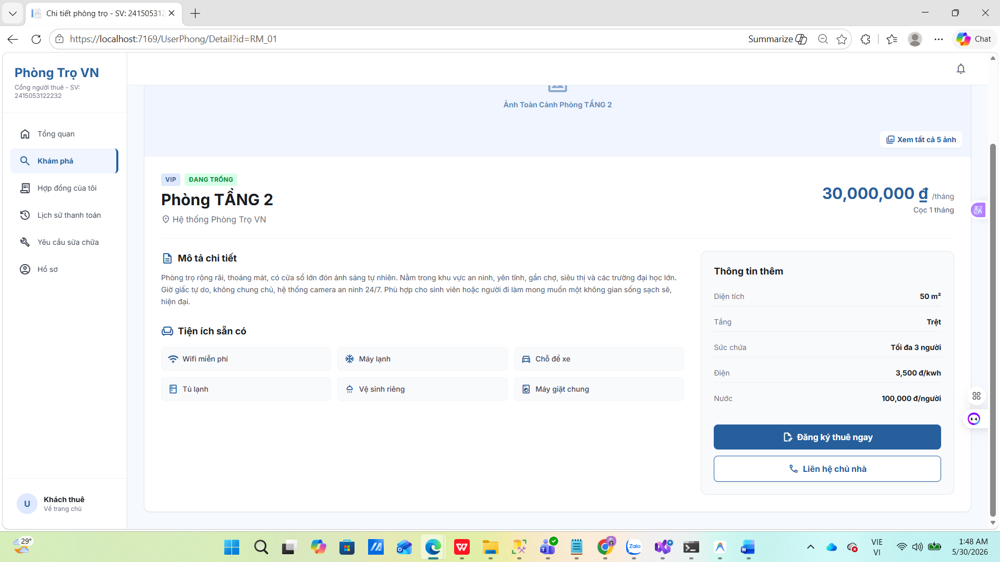 Chi tiết phòng trọ - SV: 241505312
https://localhost:7169/UserPhong/Detail?id=RM_01
Summarize
Chat
Phòng Trọ VN
Cổng người thuê - SV:
2415053122232
Tổng quan
Khám phá
Hợp đồng của tôi
Lịch sử thanh toán
Yêu cầu sửa chữa
Hồ sơ
U
Khách thuê
Về trang chủ
Ảnh Toàn Cảnh Phòng TẦNG 2
Xem tất cả 5 ảnh
VIP
ĐANG TRỐNG
Phòng TẦNG 2
Hệ thống Phòng Trọ VN
30,000,000 ₫ /tháng
Cọc 1 tháng
Mô tả chi tiết
Phòng trọ rộng rãi, thoáng mát, có cửa sổ lớn đón ánh sáng tự nhiên. Nằm trong khu vực an ninh, yên tĩnh, gần chợ, siêu thị và các trường đại học lớn.
Giờ giấc tự do, không chung chủ, hệ thống camera an ninh 24/7. Phù hợp cho sinh viên hoặc người đi làm mong muốn một không gian sống sạch sẽ,
hiện đại.
Tiện ích sẵn có
Wifi miễn phí
Máy lạnh
Chỗ để xe
Tủ lạnh
Vệ sinh riêng
Máy giặt chung
Thông tin thêm
Diện tích
50 m²
Tầng
Trệt
Sức chứa
Tối đa 3 người
Điện
3,500 đ/kwh
Nước
100,000 đ/người
Đăng ký thuê ngay
Liên hệ chủ nhà
29°
Zalo
VIE
VI
1:48 AM
5/30/2026